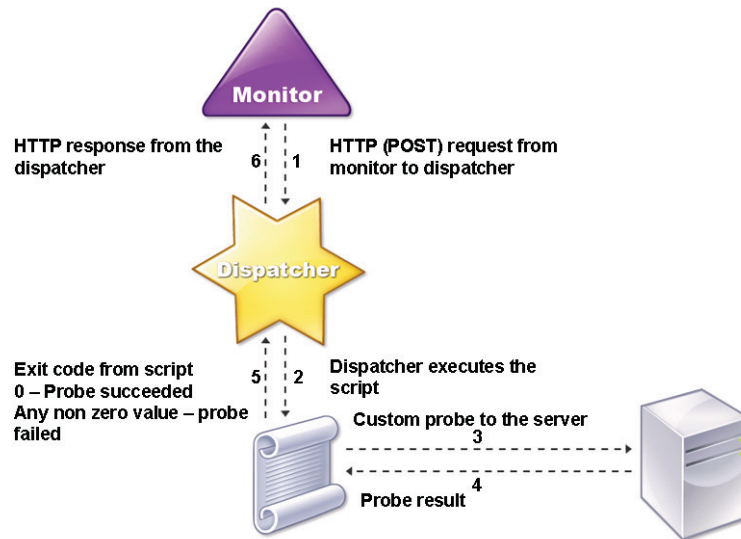 Monitor
HTTP response from the
dispatcher
6
1
HTTP (POST) request from
monitor to dispatcher
Dispatcher
Exit code from script
0 – Probe succeeded
Any non zero value – probe
failed
5
2
Dispatcher executes the
script
Custom probe to the server
3
4
Probe result